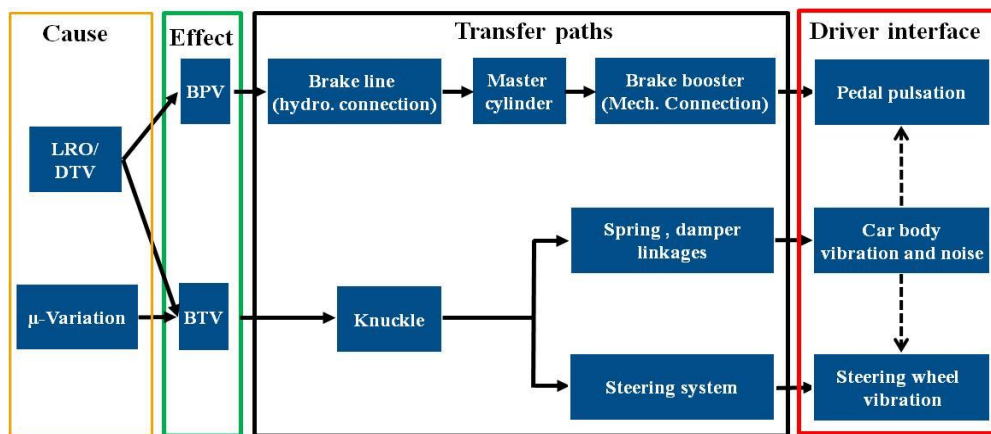 Cause
Effect
Transfer paths
Driver interface
BPV
Brake line
(hydro. connection)
Master
cylinder
Brake booster
(Mech. Connection)
Pedal pulsation
LRO/
DTV
Spring , damper
linkages
Car body
vibration and noise
μ-Variation
BTV
Knuckle
Steering system
Steering wheel
vibration